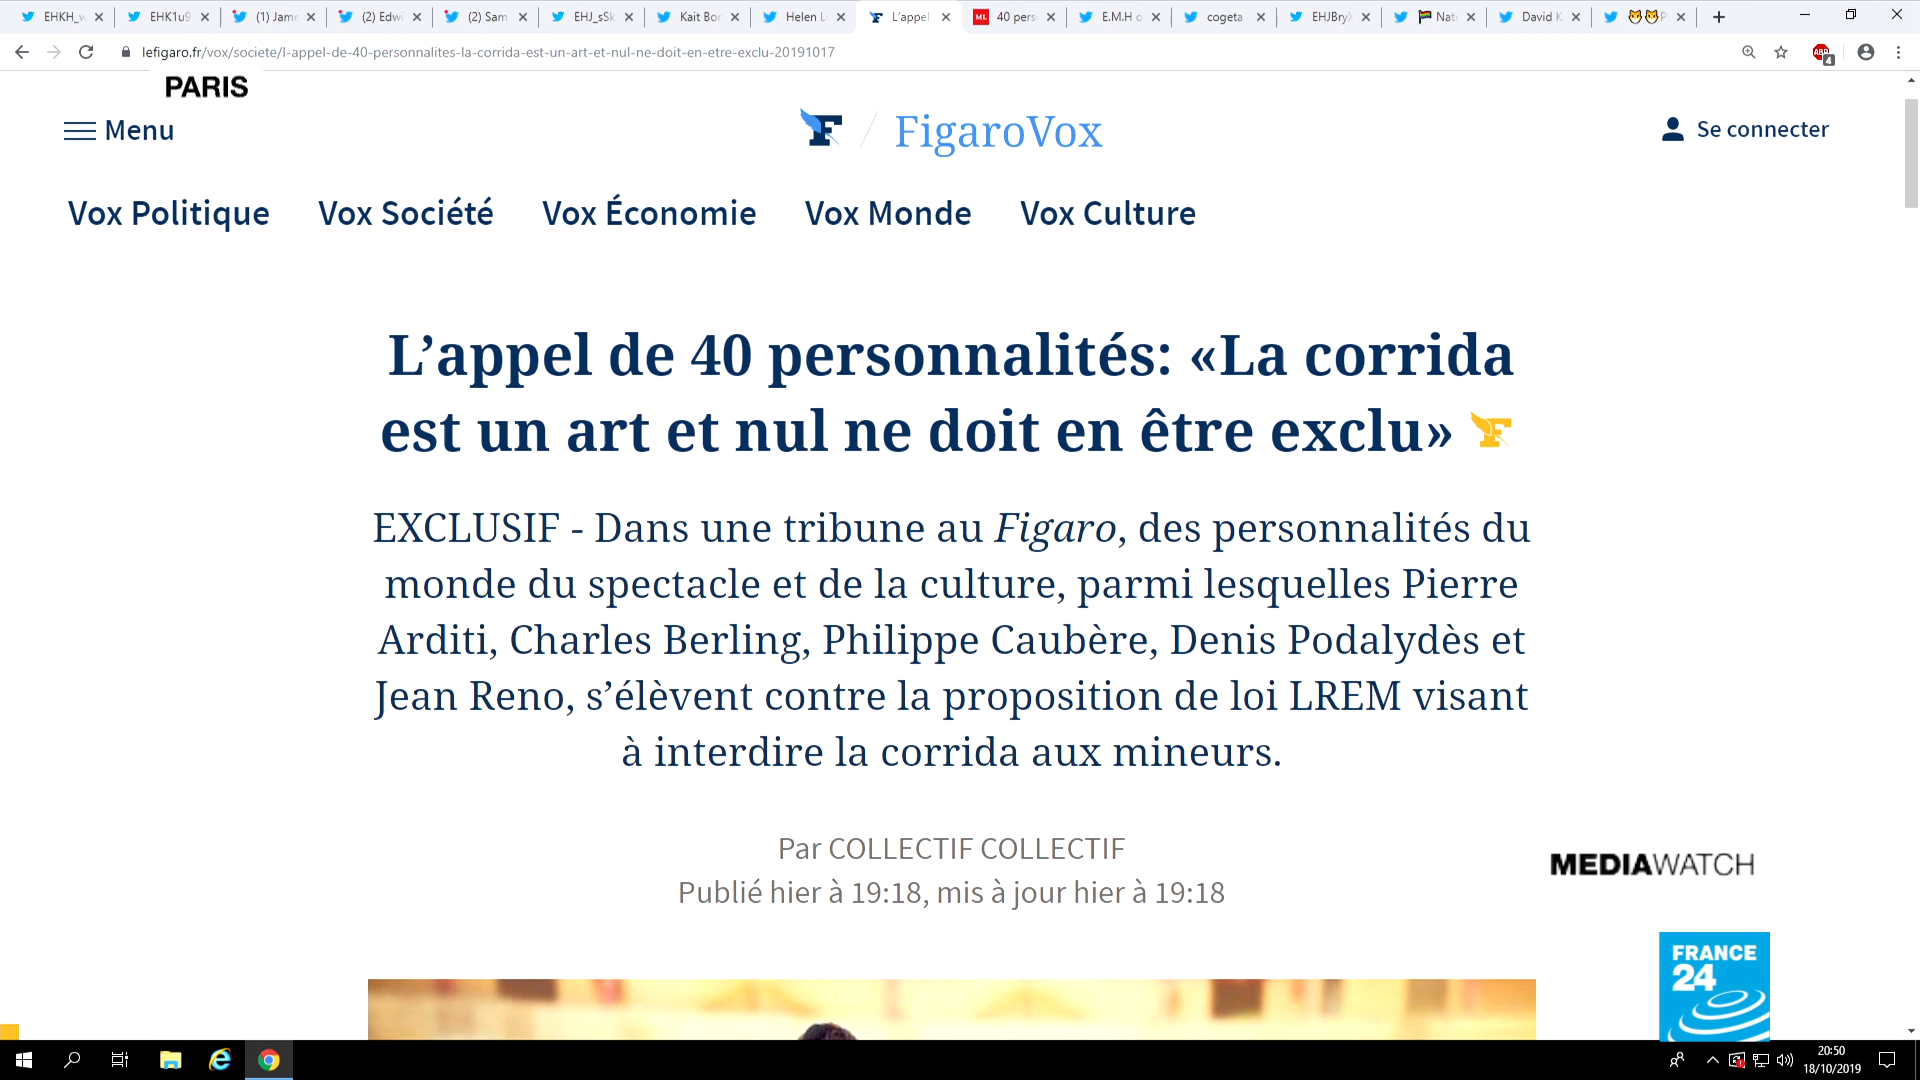 EHKH_w
EHK1u9
(1) Jame
(2) Edwi
(2) Sam
EHJ_sSk
Kait Bor
Helen L
L'appel
ML
40 pers
E.M.H o
cogeta
EHJBryX
Nat
David K
lefigaro.fr/vox/societe/l-appel-de-40-personnalites-la-corrida-est-un-art-et-nul-ne-doit-en-etre-exclu-20191017
ABP
4
PARIS
Menu
F / FigaroVox
Se connecter
Vox Politique Vox Société Vox Économie Vox Monde Vox Culture
L’appel de 40 personnalités: «La corrida
est un art et nul ne doit en être exclu» F
EXCLUSIF - Dans une tribune au Figaro, des personnalités du
monde du spectacle et de la culture, parmi lesquelles Pierre
Arditi, Charles Berling, Philippe Caubère, Denis Podalydès et
Jean Reno, s’élèvent contre la proposition de loi LREM visant
à interdire la corrida aux mineurs.
Par COLLECTIF COLLECTIF
Publié hier à 19:18, mis à jour hier à 19:18
MEDIAWATCH
FRANCE
24
20:50
18/10/2019